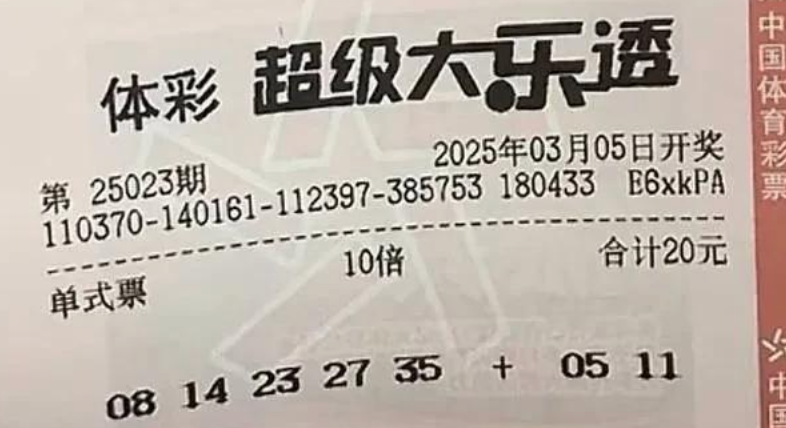 体彩 超级大乐透
第 25023期 2025年03月05日开奖
110370-140161-112397-385753 180433 E6xkPA
单式票 10倍 合计20元
08 14 23 27 35 + 05 11
中国体育彩票
中国